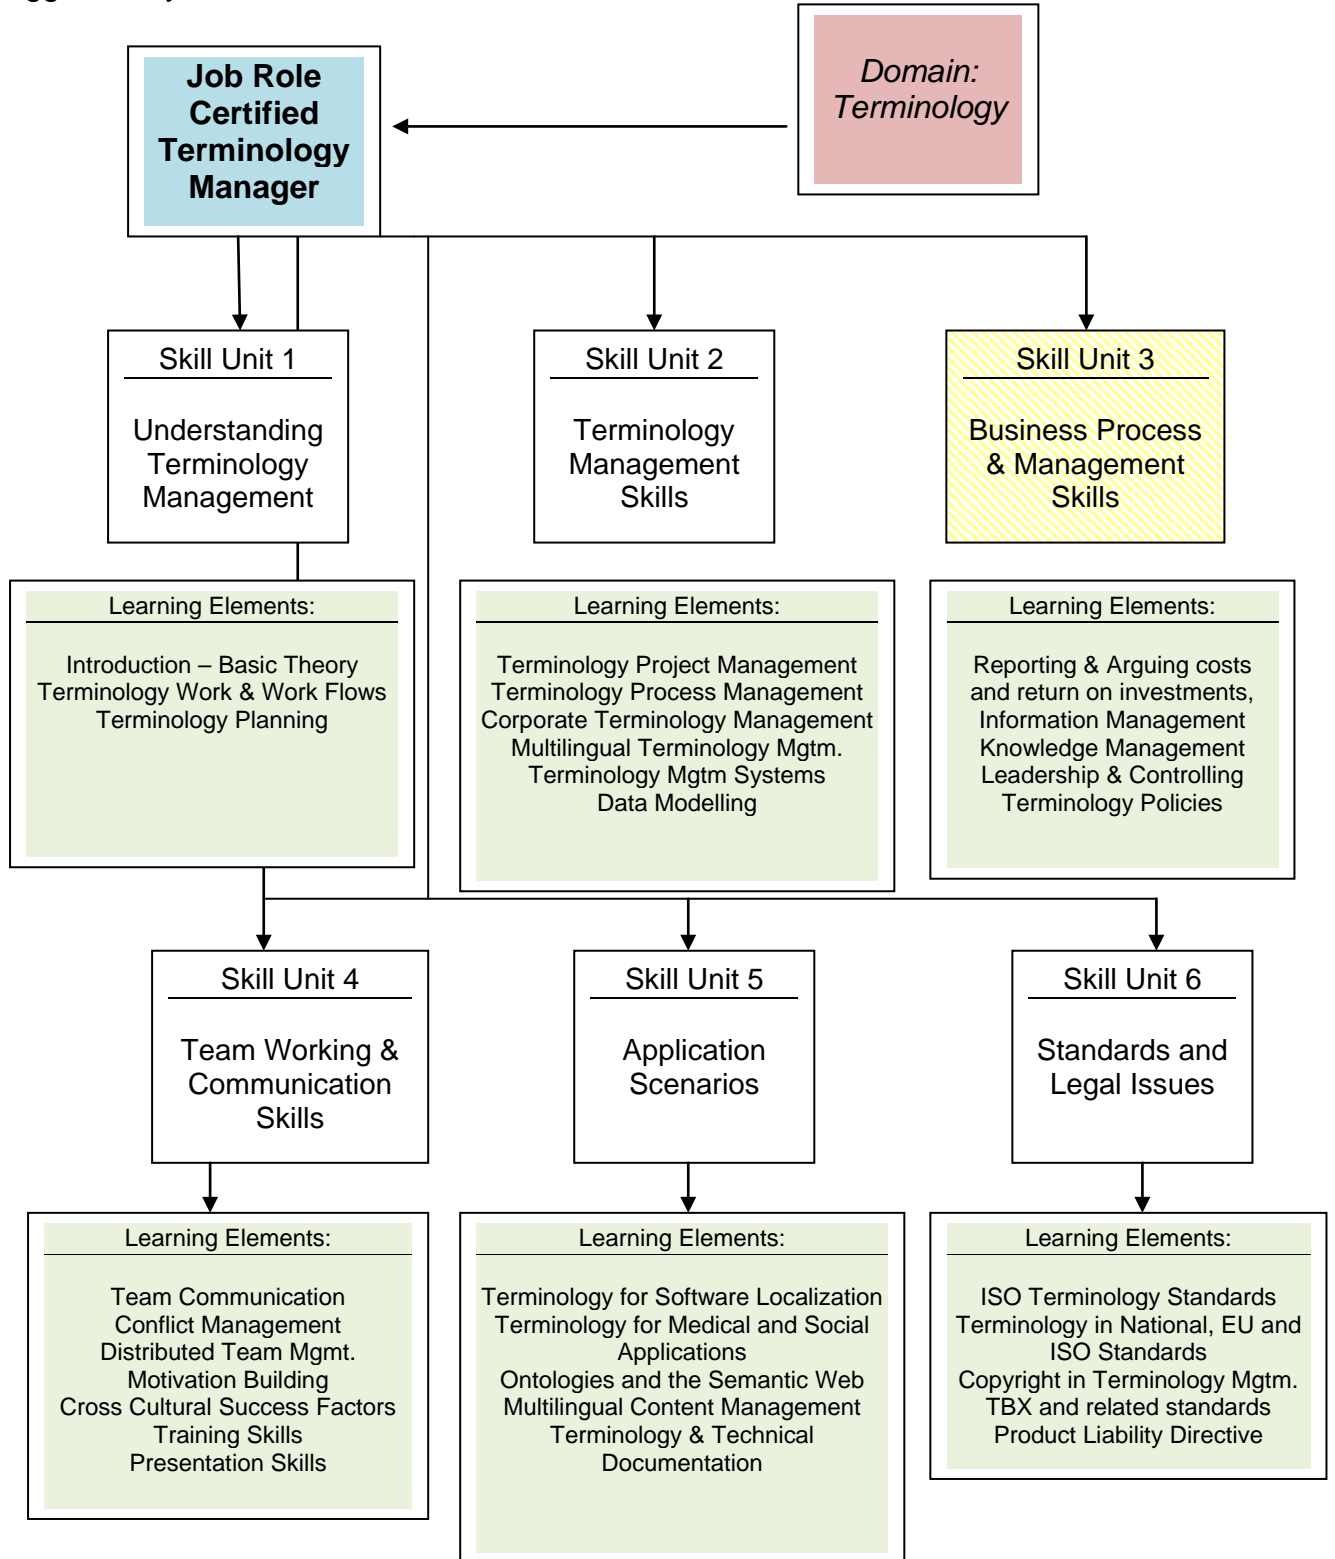 Job Role
Certified
Terminology
Manager
Domain:
Terminology
Skill Unit 1
Understanding
Terminology
Management
Skill Unit 2
Terminology
Management
Skills
Skill Unit 3
Business Process
& Management
Skills
Learning Elements:
Introduction – Basic Theory
Terminology Work & Work Flows
Terminology Planning
Learning Elements:
Terminology Project Management
Terminology Process Management
Corporate Terminology Management
Multilingual Terminology Mgtm.
Terminology Mgtm Systems
Data Modelling
Learning Elements:
Reporting & Arguing costs
and return on investments,
Information Management
Knowledge Management
Leadership & Controlling
Terminology Policies
Skill Unit 4
Team Working &
Communication
Skills
Skill Unit 5
Application
Scenarios
Skill Unit 6
Standards and
Legal Issues
Learning Elements:
Team Communication
Conflict Management
Distributed Team Mgmt.
Motivation Building
Cross Cultural Success Factors
Training Skills
Presentation Skills
Learning Elements:
Terminology for Software Localization
Terminology for Medical and Social
Applications
Ontologies and the Semantic Web
Multilingual Content Management
Terminology & Technical
Documentation
Learning Elements:
ISO Terminology Standards
Terminology in National, EU and
ISO Standards
Copyright in Terminology Mgtm.
TBX and related standards
Product Liability Directive